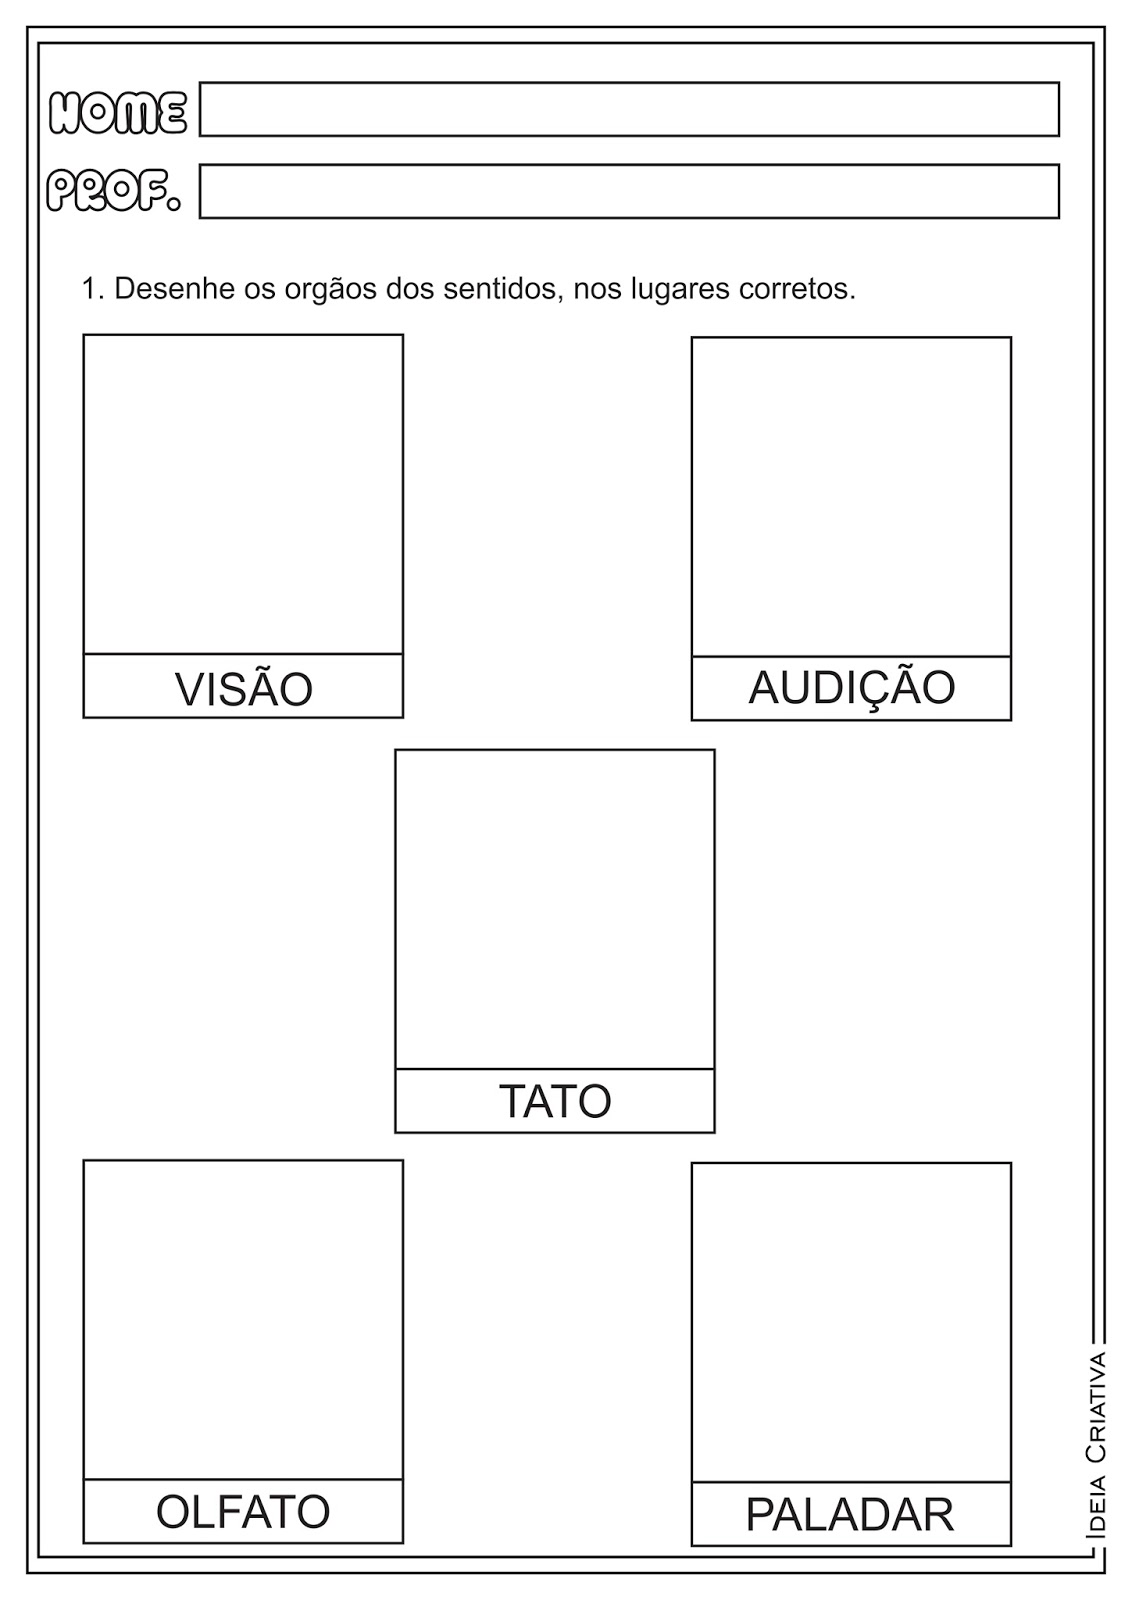 NOME
PROF.
1. Desenhe os orgãos dos sentidos, nos lugares corretos.
VISÃO
AUDIÇÃO
TATO
OLFATO
PALADAR
IDEIA CRIATIVA